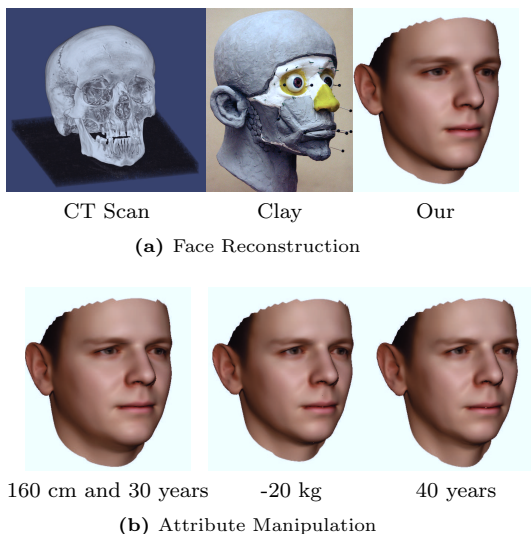 CT Scan Clay Our
(a) Face Reconstruction
160 cm and 30 years -20 kg 40 years
(b) Attribute Manipulation